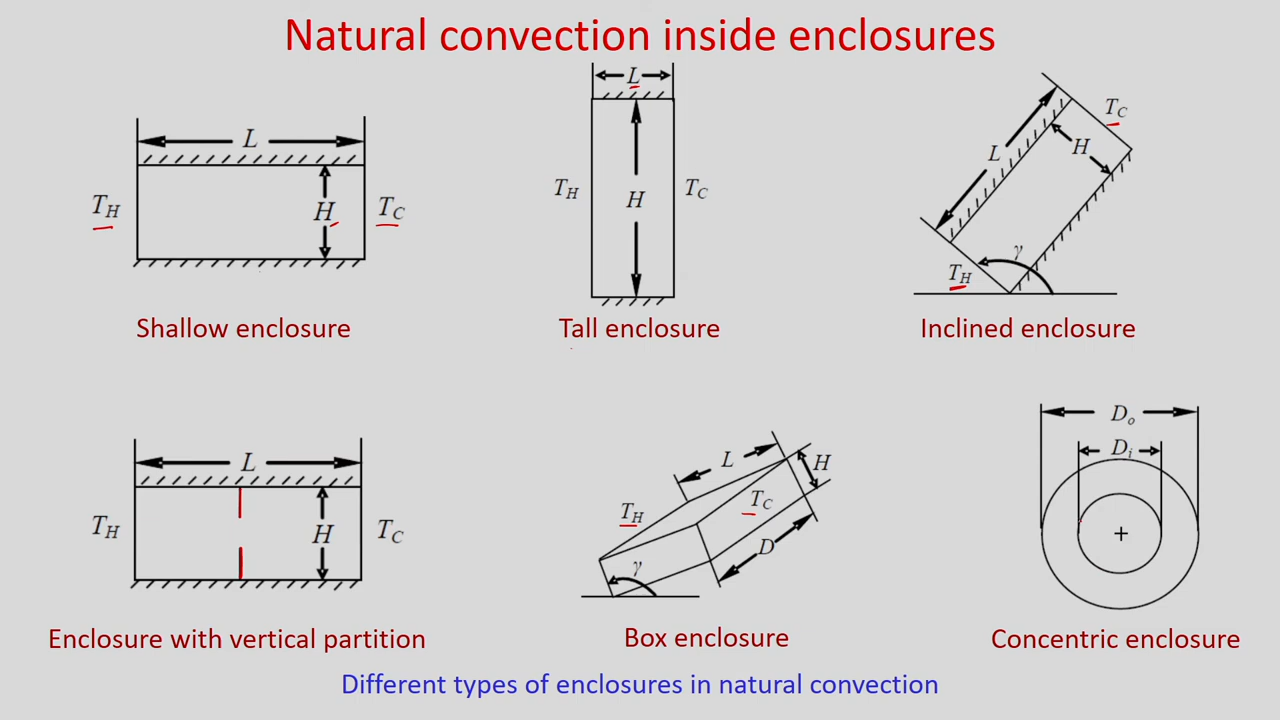 Natural convection inside enclosures
L
T_H
H
T_C
Shallow enclosure
L
T_H
H
T_C
Tall enclosure
T_C
L
H
γ
T_H
Inclined enclosure
L
T_H
H
T_C
Enclosure with vertical partition
L
H
T_H
T_C
D
γ
Box enclosure
D_o
D_i
Concentric enclosure
Different types of enclosures in natural convection